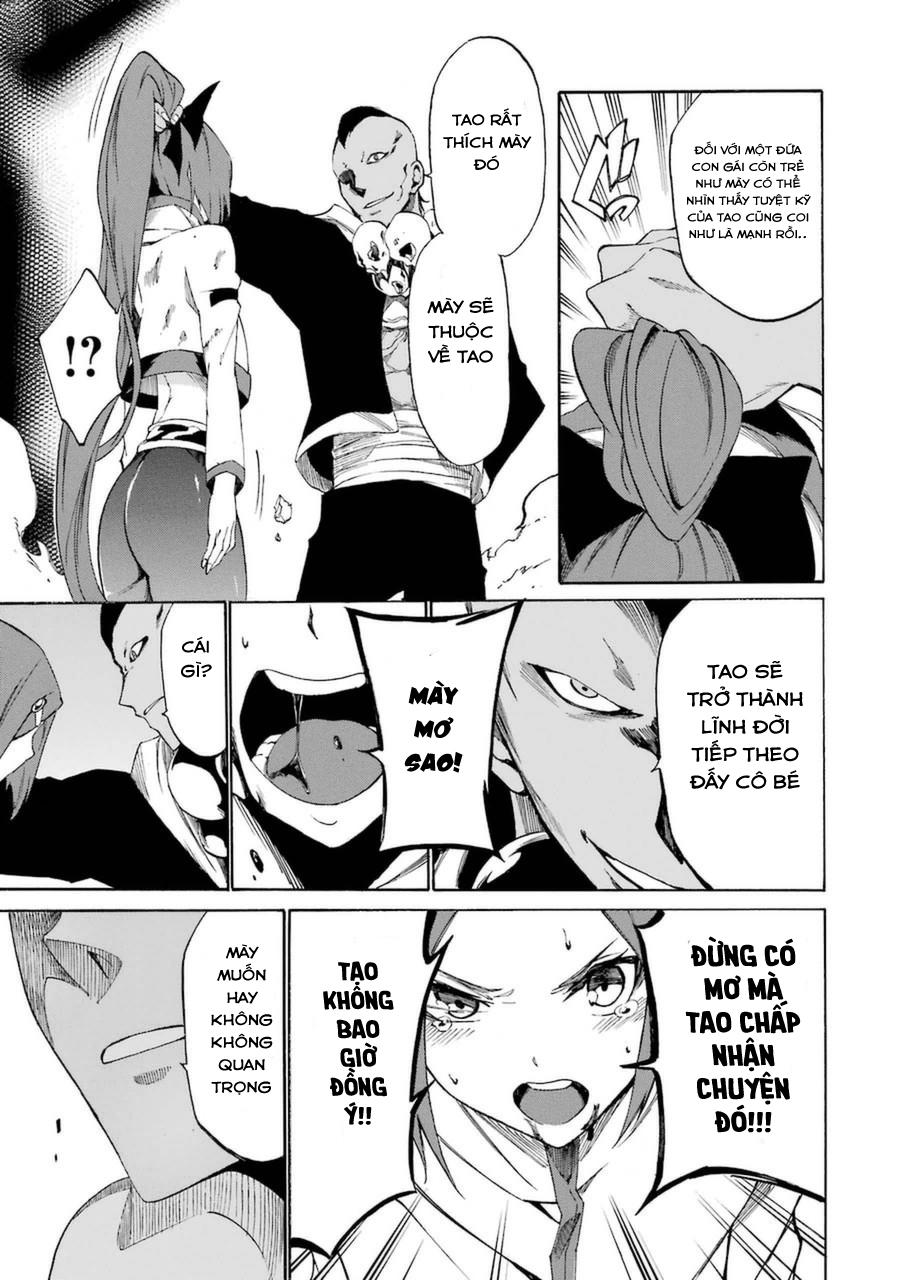 ĐỐI VỚI MỘT ĐỨA
CON GÁI CÒN TRẺ
NHƯ MÀY CÓ THỂ
NHÌN THẤY TUYỆT KỸ
CỦA TAO CŨNG COI
NHƯ LÀ MẠNH RỒI..
TAO RẤT
THÍCH MÀY
ĐÓ
MÀY SẼ
THUỘC
VỀ TAO
!?
TAO SẼ
TRỞ THÀNH
LĨNH ĐỜI
TIẾP THEO
ĐẤY CÔ BÉ
MÀY
MƠ
SAO!
CÁI
GÌ?
ĐỪNG CÓ
MƠ MÀ
TAO CHẤP
NHẬN
CHUYỆN
ĐÓ!!!
TẠO
KHÔNG
BAO
GIỜ
ĐỒNG
Ý!!
MÀY
MUỐN
HAY
KHÔNG
KHÔNG
QUAN
TRỌNG